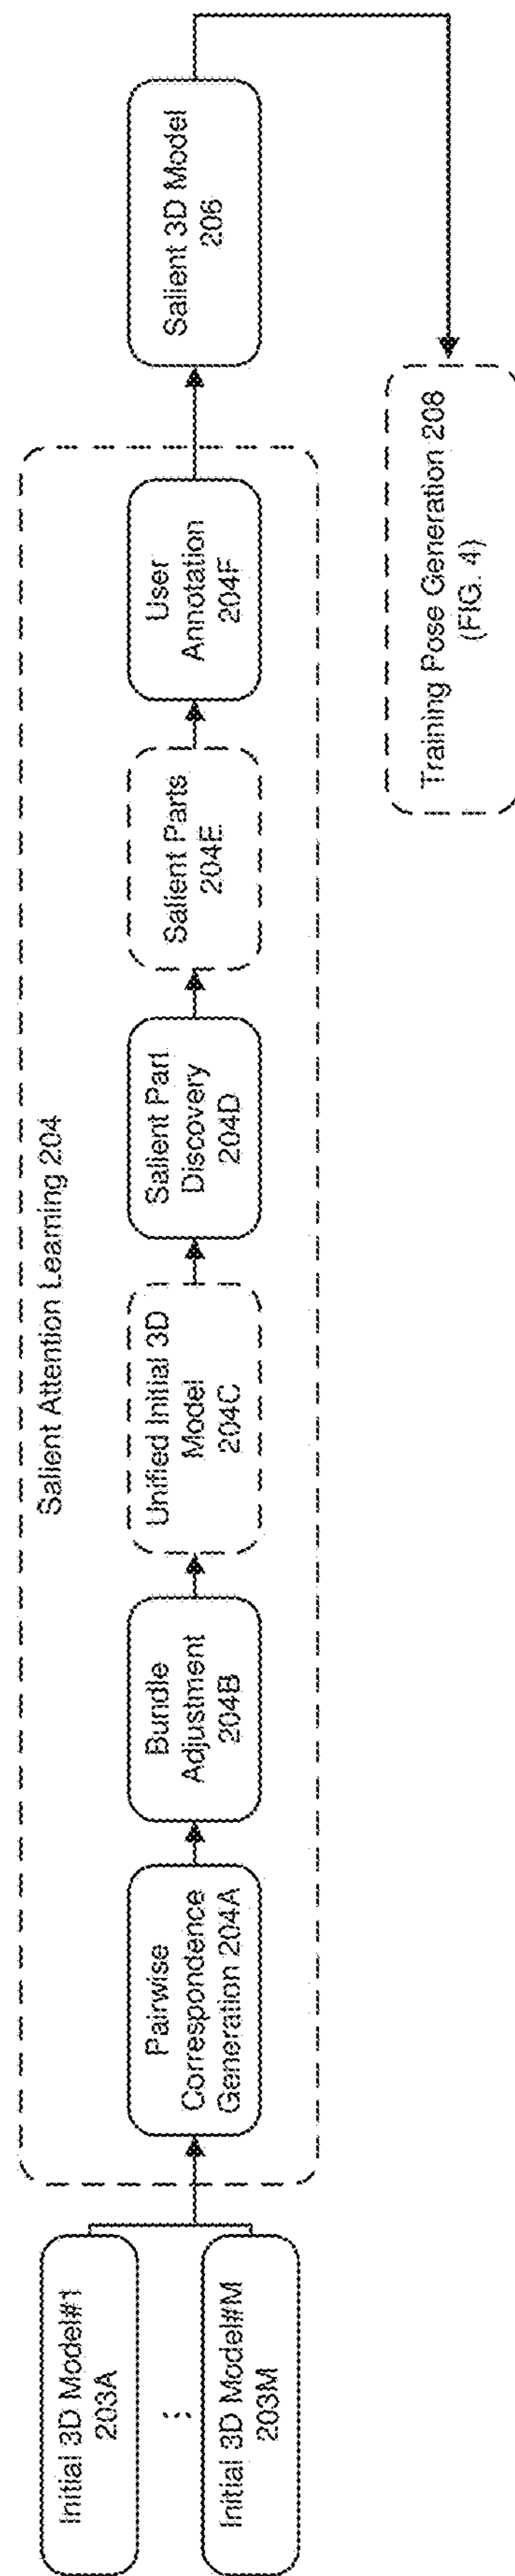 Initial 3D Model#1
203A
Initial 3D Model#M
203M
Salient Attention Learning 204
Pairwise
Correspondence
Generation 204A
Bundle
Adjustment
204B
Unified Initial 3D
Model
204C
Salient Part
Discovery
204D
Salient Parts
204E
User
Annotation
204F
Salient 3D Model
206
Training Pose Generation 208
(FIG. 4)